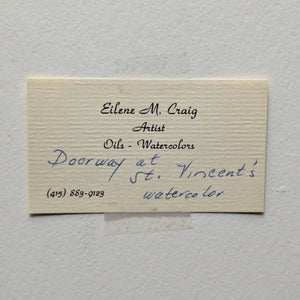 Eilene M. Craig
Artist
Oils - Watercolors
Doorway at
St. Vincent's
watercolor
(415) 883-9123